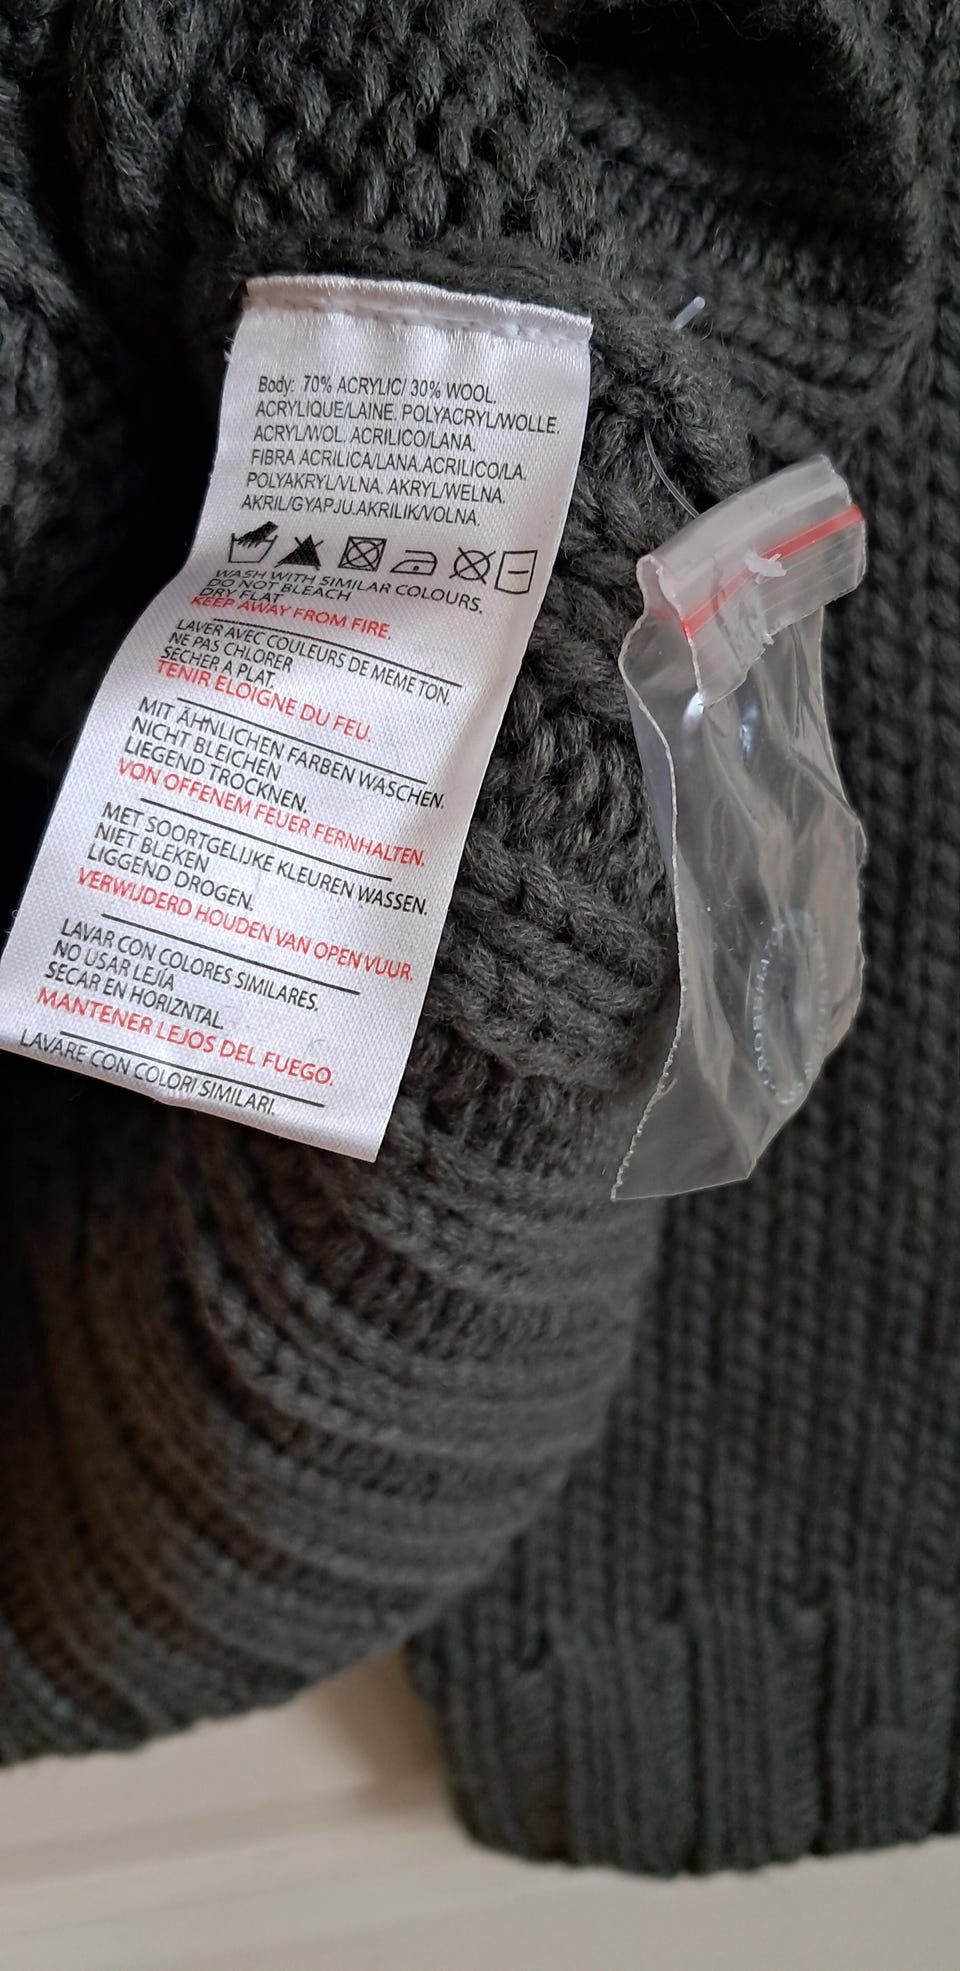 Body: 70% ACRYLIC/ 30% WOOL.
ACRYLIQUE/LAINE. POLYACRYL/WOLLE.
ACRYL/WOL. ACRILICO/LANA.
FIBRA ACRILICA/LANA.ACRILICO/LA.
POLYAKRYL/VLNA. AKRYL/WELNA.
AKRIL/GYAPJU.AKRILIK/VOLNA.
WASH WITH SIMILAR COLOURS.
DO NOT BLEACH
DRY FLAT
KEEP AWAY FROM FIRE.
LAVER AVEC COULEURS DE MEME TON.
NE PAS CHLORER
SECHER A PLAT
TENIR ELOIGNE DU FEU.
MIT ÄHNLICHEN FARBEN WASCHEN.
NICHT BLEICHEN
LIEGEND TROCKNEN.
VON OFFENEM FEUER FERNHALTEN.
MET SOORTGELIJKE KLEUREN WASSEN.
NIET BLEKEN
LIGGEND DROGEN.
VERWIJDERD HOUDEN VAN OPEN VUUR.
LAVAR CON COLORES SIMILARES.
NO USAR LEJÍA
SECAR EN HORIZNTAL.
MANTENER LEJOS DEL FUEGO.
LAVARE CON COLORI SIMILARI.